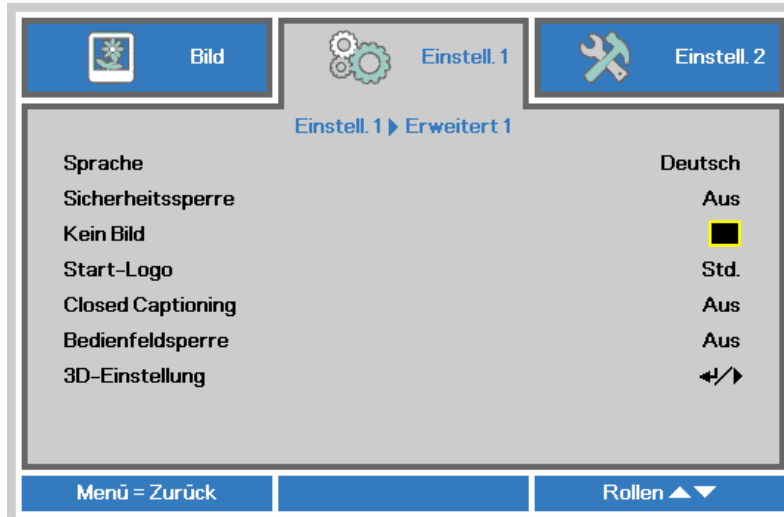 Bild
Einstell. 1
Einstell. 2
Einstell. 1 Erweitert 1
Sprache Deutsch
Sicherheitssperre Aus
Kein Bild
Start-Logo Std.
Closed Captioning Aus
Bedienfeldsperre Aus
3D-Einstellung ↵/▶
Menü = Zurück
Rollen ▲▼